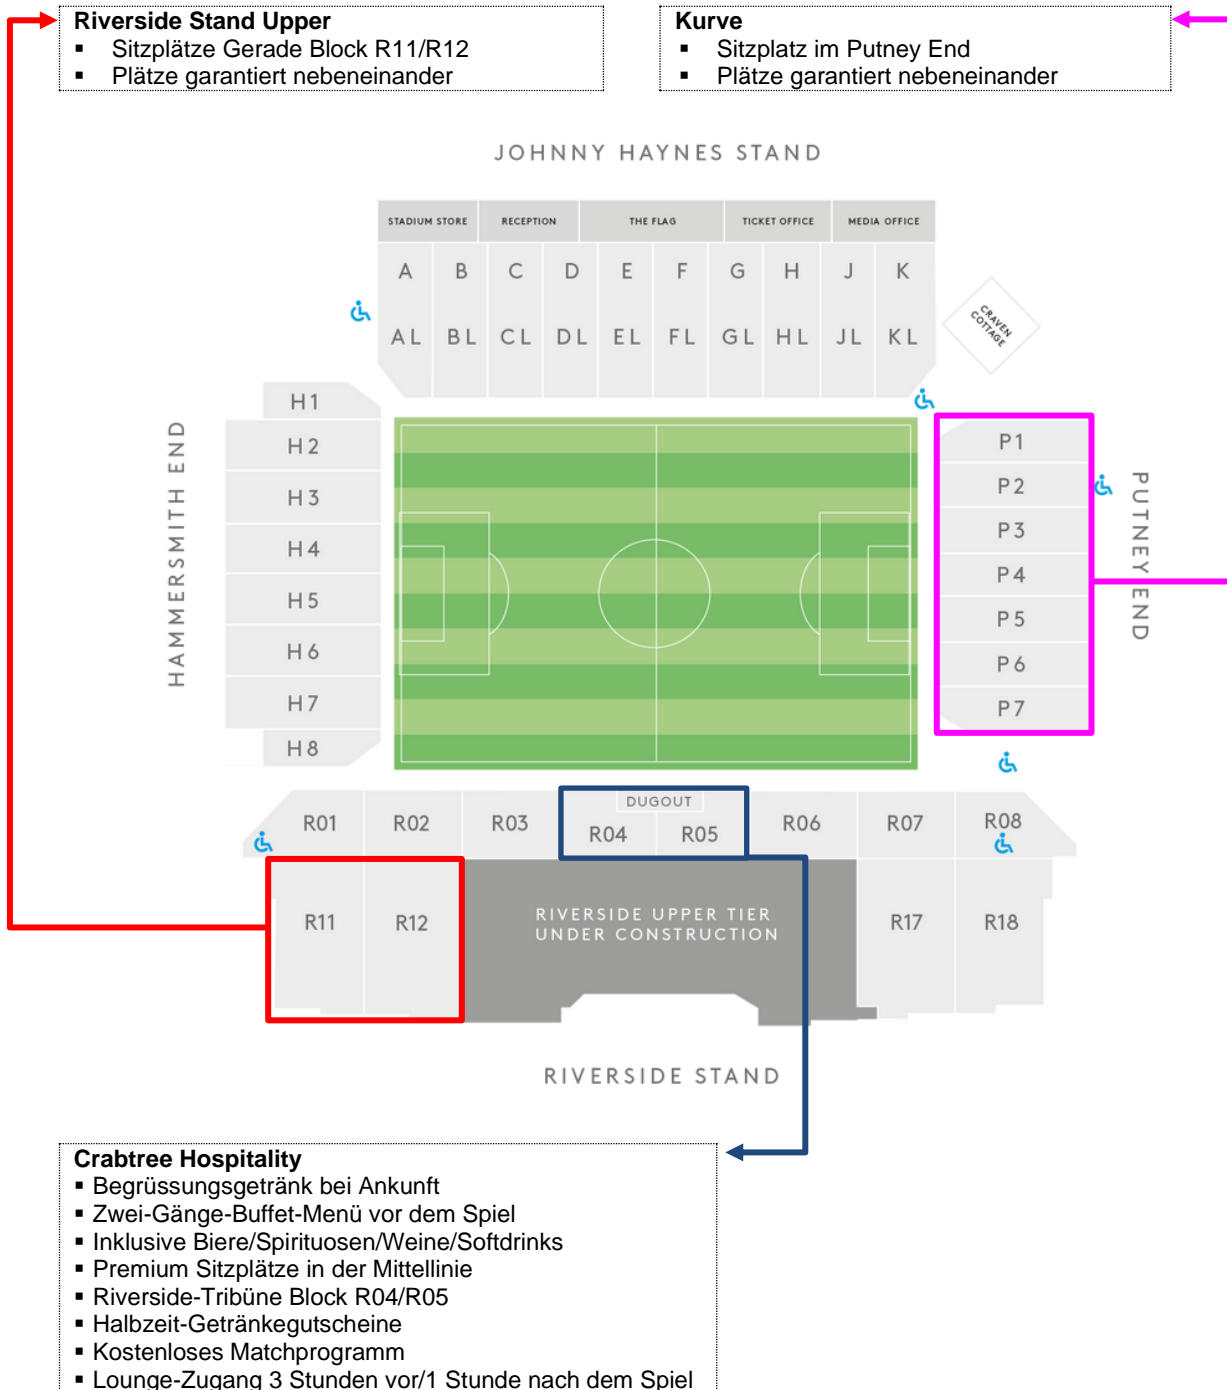 Riverside Stand Upper
▪ Sitzplätze Gerade Block R11/R12
▪ Plätze garantiert nebeneinander
Kurve
▪ Sitzplatz im Putney End
▪ Plätze garantiert nebeneinander
JOHNNY HAYNES STAND
STADIUM STORE RECEPTION THE FLAG TICKET OFFICE MEDIA OFFICE
A B C D E F G H J K
AL BL CL DL EL FL GL HL JL KL
CRAVEN
COTTAGE
HAMMERSMITH END
H1
H2
H3
H4
H5
H6
H7
H8
P1
P2
P3
P4
P5
P6
P7
PUTNEY END
DUGOUT
R01 R02 R03 R04 R05 R06 R07 R08
R11 R12
RIVERSIDE UPPER TIER
UNDER CONSTRUCTION
R17 R18
RIVERSIDE STAND
Crabtree Hospitality
▪ Begrüssungsgetränk bei Ankunft
▪ Zwei-Gänge-Buffet-Menü vor dem Spiel
▪ Inklusive Biere/Spirituosen/Weine/Softdrinks
▪ Premium Sitzplätze in der Mittellinie
▪ Riverside-Tribüne Block R04/R05
▪ Halbzeit-Getränkegutscheine
▪ Kostenloses Matchprogramm
▪ Lounge-Zugang 3 Stunden vor/1 Stunde nach dem Spiel